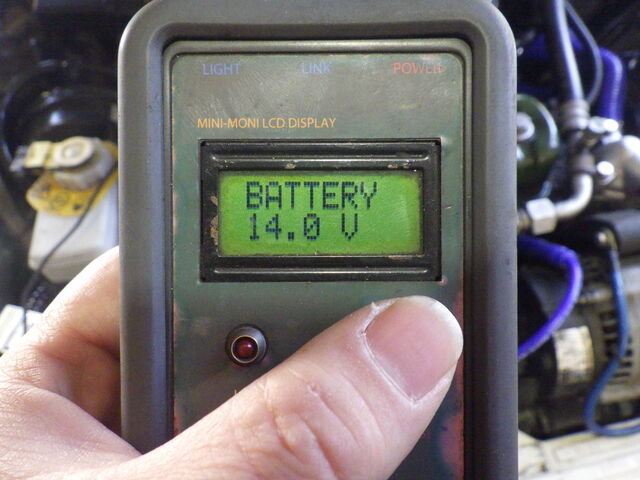 LIGHT LINK POWER
MINI-MONI LCD DISPLAY
BATTERY
14.0 V